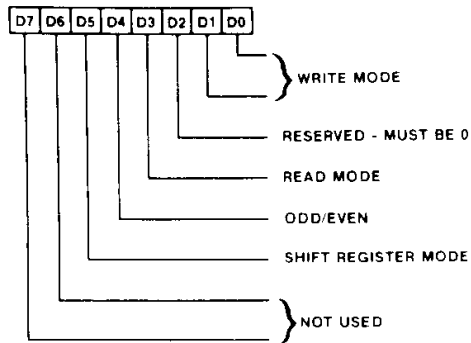 D7 D6 D5 D4 D3 D2 D1 D0
WRITE MODE
RESERVED - MUST BE 0
READ MODE
ODD/EVEN
SHIFT REGISTER MODE
NOT USED